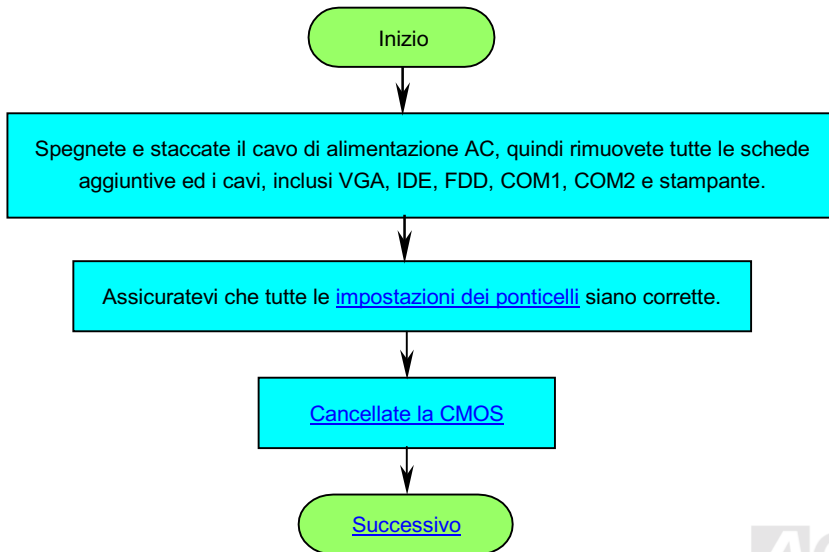 Inizio
Spegnete e staccate il cavo di alimentazione AC, quindi rimuovete tutte le schede
aggiuntive ed i cavi, inclusi VGA, IDE, FDD, COM1, COM2 e stampante.
Assicuratevi che tutte le impostazioni dei ponticelli siano corrette.
Cancellate la CMOS
Successivo